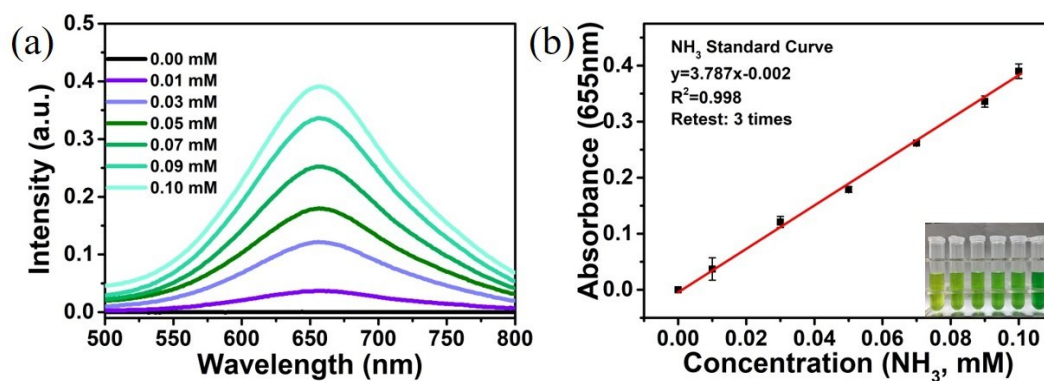 (a)
0.5
0.4
0.3
0.2
0.1
0.0
Intensity (a.u.)
0.00 mM
0.01 mM
0.03 mM
0.05 mM
0.07 mM
0.09 mM
0.10 mM
500 550 600 650 700 750 800
Wavelength (nm)
(b)
0.4
0.3
0.2
0.1
0.0
Absorbance (655nm)
NH₃ Standard Curve
y=3.787x-0.002
R²=0.998
Retest: 3 times
0.00 0.02 0.04 0.06 0.08 0.10
Concentration (NH₃, mM)